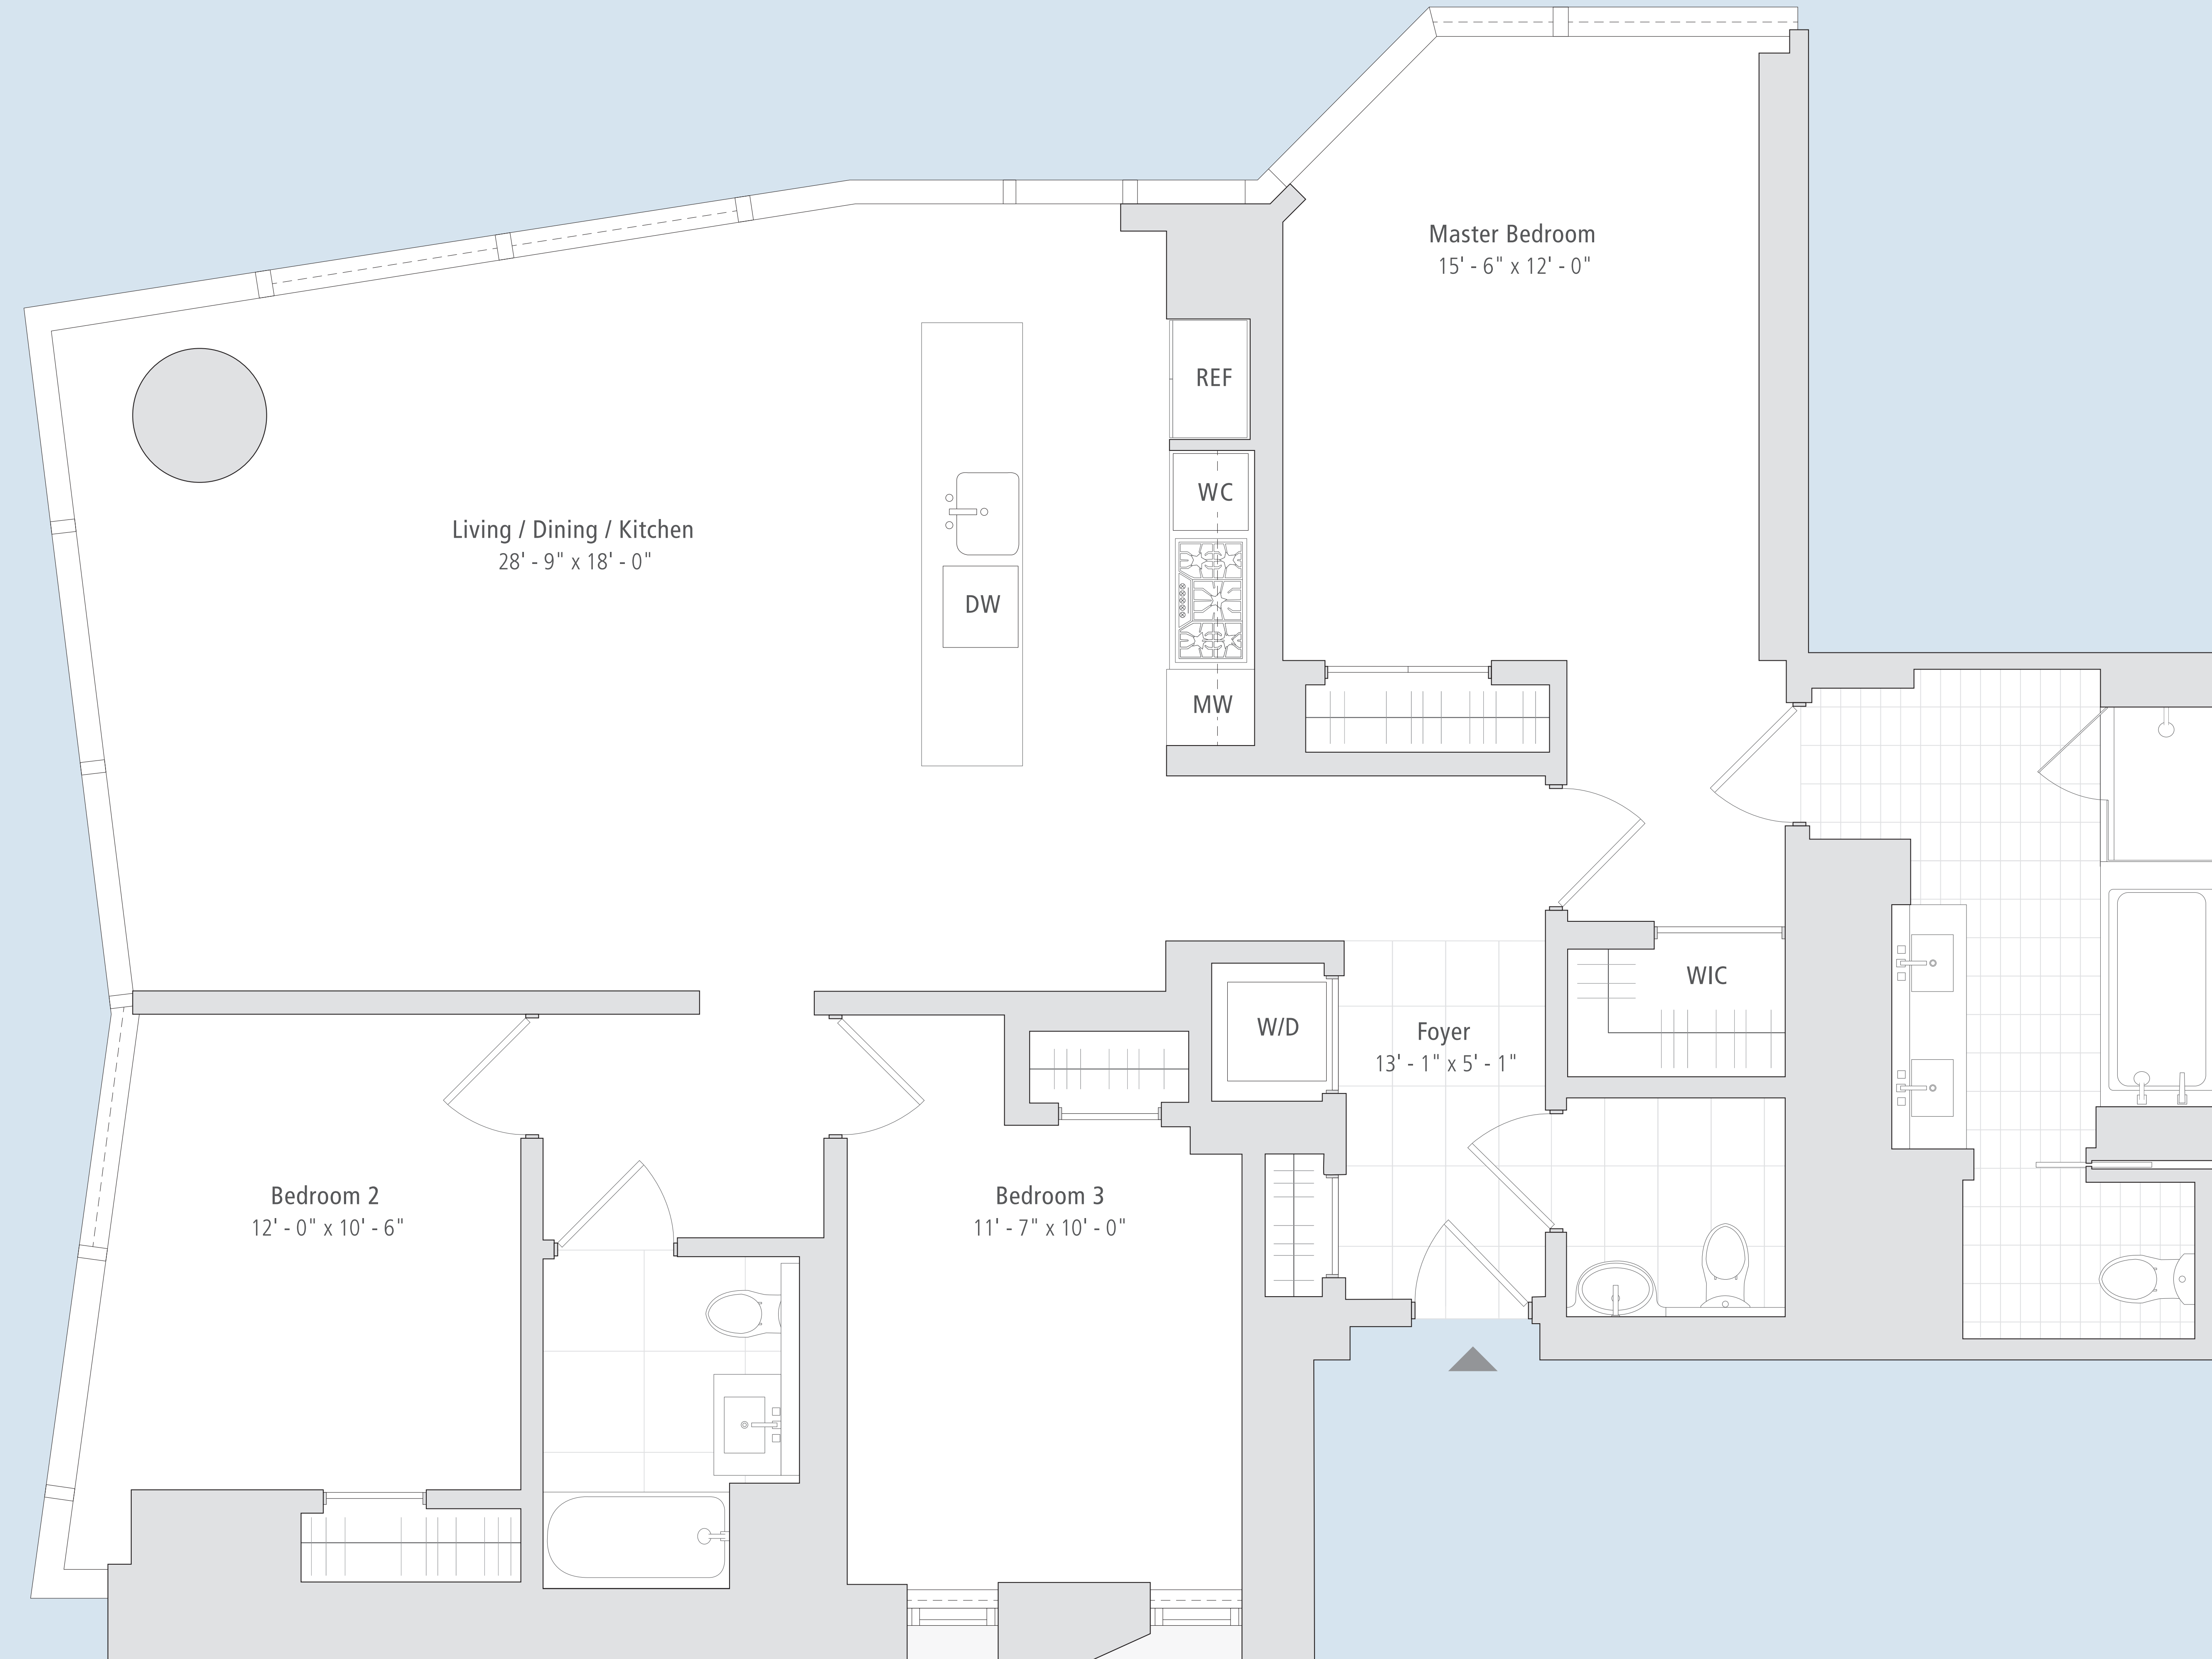 Master Bedroom
15' - 6" x 12' - 0"
REF
WC
Living / Dining / Kitchen
28' - 9" x 18' - 0"
DW
MW
WIC
W/D
Foyer
13' - 1" x 5' - 1"
Bedroom 2
12' - 0" x 10' - 6"
Bedroom 3
11' - 7" x 10' - 0"